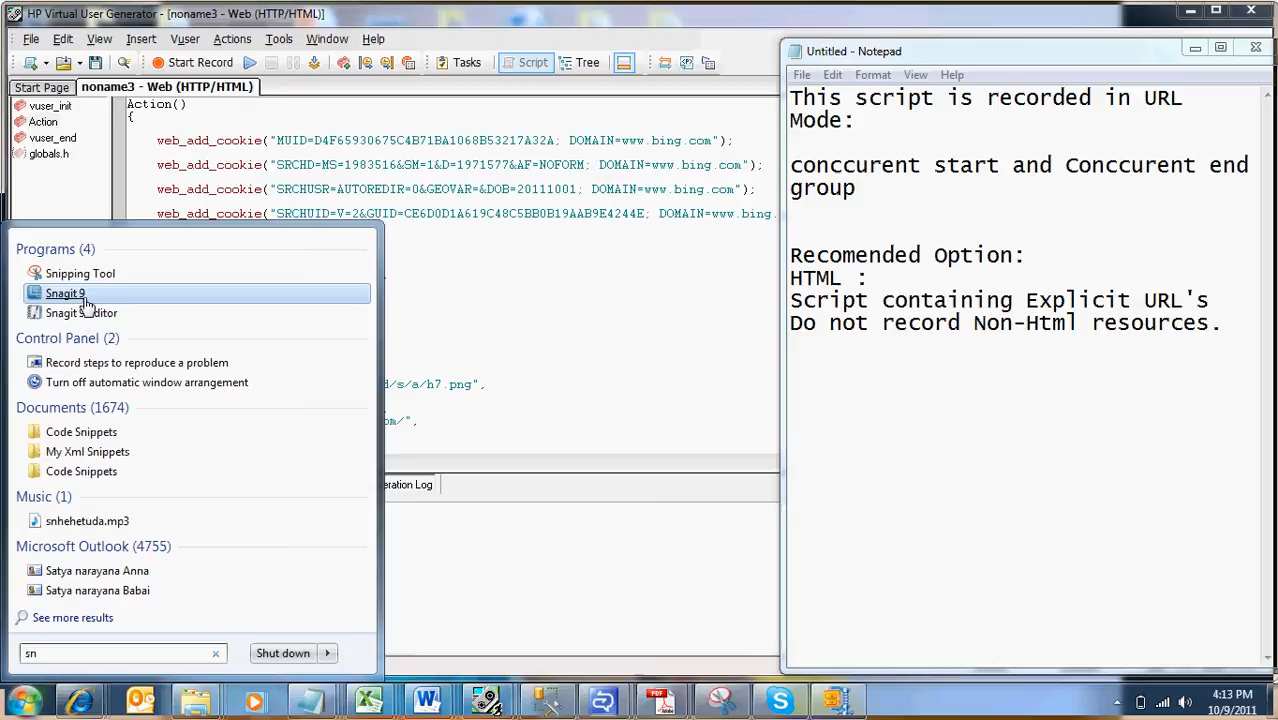 HP Virtual User Generator - [noname3 - Web (HTTP/HTML)]
File Edit View Insert Vuser Actions Tools Window Help
Start Record Tasks Script Tree
Start Page noname3 - Web (HTTP/HTML)
vuser_init
Action
vuser_end
globals.h
Action()
{
web_add_cookie("MUID=D4F65930675C4B71BA1068B53217A32A; DOMAIN=www.bing.com");
web_add_cookie("SRCHD=MS=1983516&SM=1&D=1971577&AF=NOFORM; DOMAIN=www.bing.com");
web_add_cookie("SRCHUSR=AUTOREDIR=0&GEOVAR=&DOB=20111001; DOMAIN=www.bing.com");
web_add_cookie("SRCHUID=V=2&GUID=CE6D0D1A619C48C5BB0B19AAB9E4244E; DOMAIN=www.bing.
d/s/a/h7.png",
om/",
eration Log
Programs (4)
Snipping Tool
Snagit 9
Snagit 9 Editor
Control Panel (2)
Record steps to reproduce a problem
Turn off automatic window arrangement
Documents (1674)
Code Snippets
My Xml Snippets
Code Snippets
Music (1)
snhehetuda.mp3
Microsoft Outlook (4755)
Satya narayana Anna
Satya narayana Babai
See more results
sn
Shut down
Untitled - Notepad
File Edit Format View Help
This script is recorded in URL
Mode:
conccurent start and Conccurent end
group
Recomended Option:
HTML :
Script containing Explicit URL's
Do not record Non-Html resources.
4:13 PM
10/9/2011